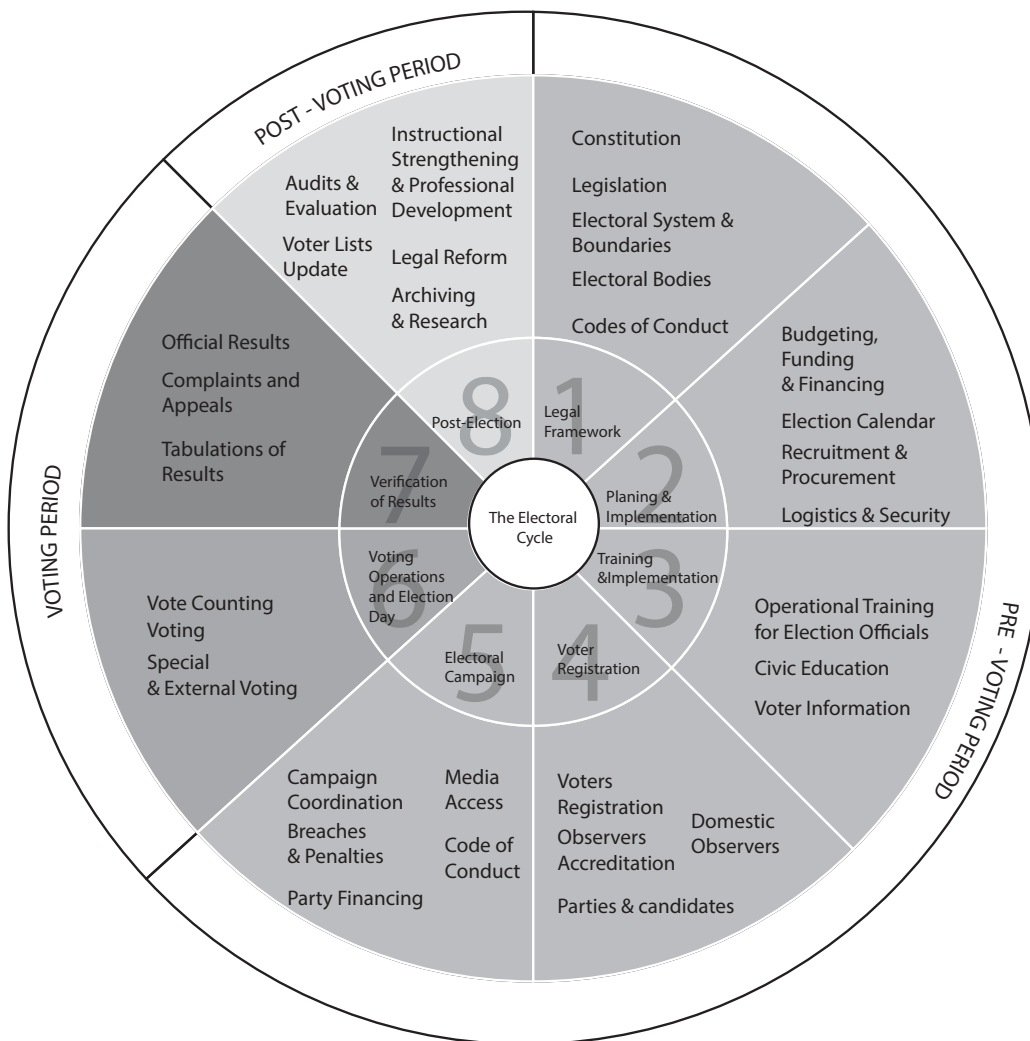 POST - VOTING PERIOD
PRE - VOTING PERIOD
VOTING PERIOD
The Electoral
Cycle
1
Legal
Framework
Constitution
Legislation
Electoral System &
Boundaries
Electoral Bodies
Codes of Conduct
2
Planing &
Implementation
Budgeting,
Funding
& Financing
Election Calendar
Recruitment &
Procurement
Logistics & Security
3
Training
&Implementation
Operational Training
for Election Officials
Civic Education
Voter Information
4
Voter
Registration
Voters
Registration
Observers
Accreditation
Domestic
Observers
Parties & candidates
5
Electoral
Campaign
Campaign
Coordination
Breaches
& Penalties
Party Financing
Media
Access
Code of
Conduct
6
Voting
Operations
and Election
Day
Vote Counting
Voting
Special
& External Voting
7
Verification
of Results
Official Results
Complaints and
Appeals
Tabulations of
Results
8
Post-Election
Audits &
Evaluation
Voter Lists
Update
Instructional
Strengthening
& Professional
Development
Legal Reform
Archiving
& Research